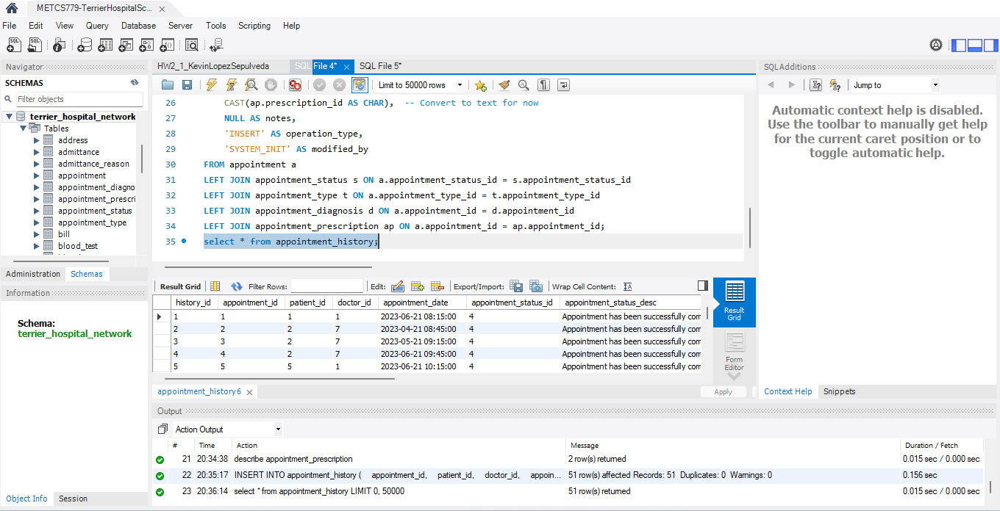 METCS779-TerrierHospitalSc...
File Edit View Query Database Server Tools Scripting Help
Navigator
SCHEMAS
Filter objects
terrier_hospital_network
Tables
address
admittance
admittance_reason
appointment
appointment_diagno
appointment_prescri
appointment_status
appointment_type
bill
blood_test
Administration Schemas
Information
Schema:
terrier_hospital_network
Object Info Session
HW2_1_KevinLopezSepulveda SQL File 4* SQL File 5*
Limit to 50000 rows
26 CAST(ap.prescription_id AS CHAR), -- Convert to text for now
27 NULL AS notes,
28 'INSERT' AS operation_type,
29 'SYSTEM_INIT' AS modified_by
30 FROM appointment a
31 LEFT JOIN appointment_status s ON a.appointment_status_id = s.appointment_status_id
32 LEFT JOIN appointment_type t ON a.appointment_type_id = t.appointment_type_id
33 LEFT JOIN appointment_diagnosis d ON a.appointment_id = d.appointment_id
34 LEFT JOIN appointment_prescription ap ON a.appointment_id = ap.appointment_id;
35 select * from appointment_history;
Result Grid Filter Rows: Edit: Export/Import: Wrap Cell Content:
history_id appointment_id patient_id doctor_id appointment_date appointment_status_id appointment_status_desc
1 1 1 1 2023-06-21 08:15:00 4 Appointment has been successfully com
2 2 2 7 2023-04-21 08:45:00 4 Appointment has been successfully com
3 3 2 7 2023-05-21 09:15:00 4 Appointment has been successfully com
4 4 2 7 2023-06-21 09:45:00 4 Appointment has been successfully com
5 5 5 1 2023-06-21 10:15:00 4 Appointment has been successfully com
Result
Grid
Form
Editor
appointment_history 6
Apply
SQLAdditions
Jump to
Automatic context help is disabled.
Use the toolbar to manually get help
for the current caret position or to
toggle automatic help.
Context Help Snippets
Output
Action Output
# Time Action Message Duration / Fetch
21 20:34:38 describe appointment_prescription 2 row(s) returned 0.015 sec / 0.000 sec
22 20:35:17 INSERT INTO appointment_history ( appointment_id, patient_id, doctor_id, appoin... 51 row(s) affected Records: 51 Duplicates: 0 Warnings: 0 0.156 sec
23 20:36:14 select * from appointment_history LIMIT 0, 50000 51 row(s) returned 0.015 sec / 0.000 sec